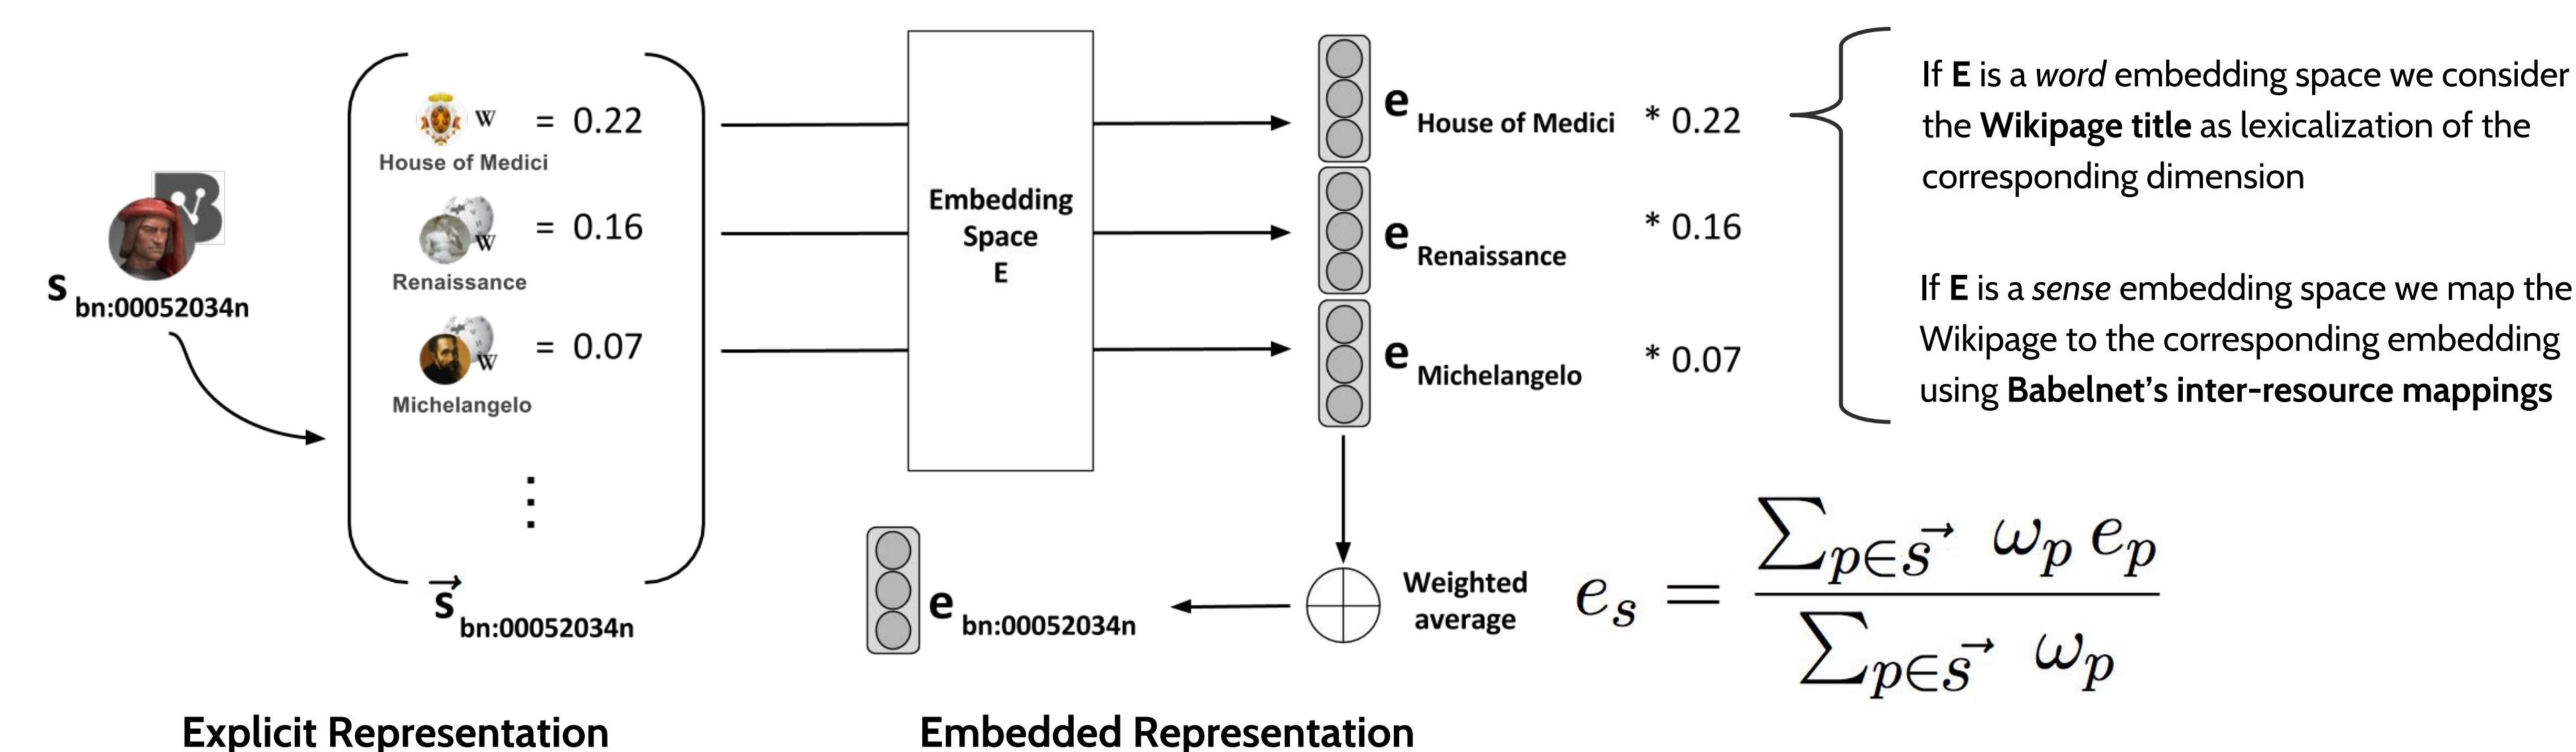 s bn:00052034n
W = 0.22
House of Medici
W = 0.16
Renaissance
W = 0.07
Michelangelo
⋮
s⃗ bn:00052034n
Explicit Representation
Embedding
Space
E
e House of Medici * 0.22
e Renaissance * 0.16
e Michelangelo * 0.07
If E is a word embedding space we consider
the Wikipage title as lexicalization of the
corresponding dimension
If E is a sense embedding space we map the
Wikipage to the corresponding embedding
using Babelnet's inter-resource mappings
Weighted
average
e_s = ∑_{p∈s⃗} ω_p e_p / ∑_{p∈s⃗} ω_p
e bn:00052034n
Embedded Representation